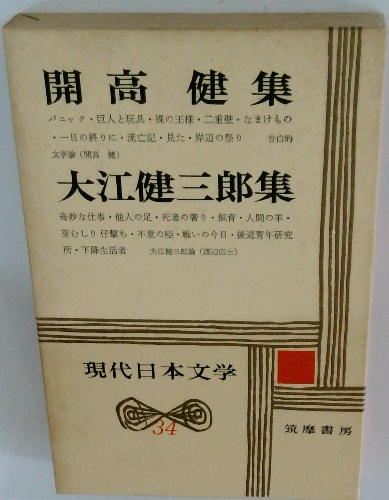 開高 健集
パニック・巨人と玩具・裸の王様・二重壁・なまけもの
・一日の終りに・流亡記・見た・岸辺の祭り 告白的
文学論（開高 健）
大江健三郎集
奇妙な仕事・他人の足・死者の奢り・飼育・人間の羊・
芽むしり仔撃ち・不意の啞・戦いの今日・後退青年研究
所・下降生活者 大江健三郎論（渡辺広士）
現代日本文学
34
筑摩書房